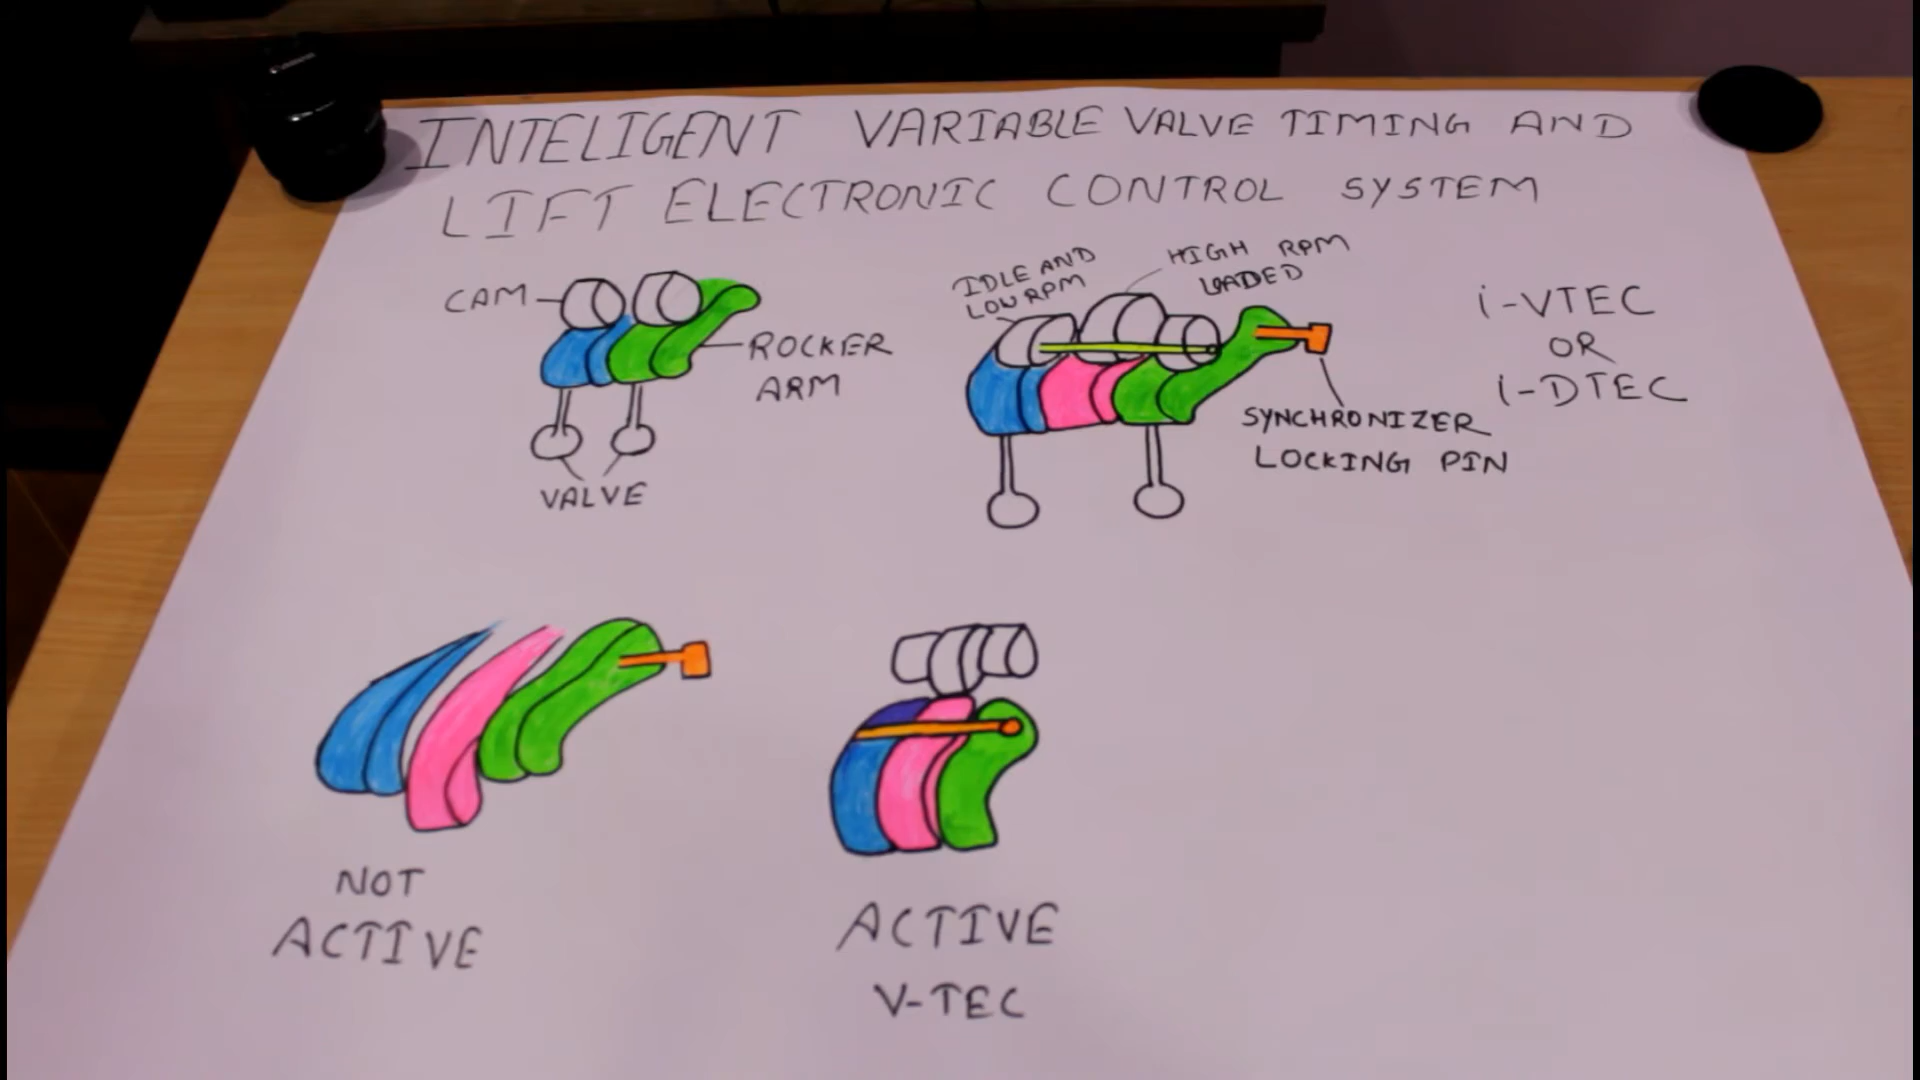 INTELIGENT VARIABLE VALVE TIMING AND
LIFT ELECTRONIC CONTROL SYSTEM
CAM
ROCKER
ARM
VALVE
IDLE AND
LOW RPM
HIGH RPM
LOADED
SYNCHRONIZER
LOCKING PIN
i-VTEC
OR
i-DTEC
NOT
ACTIVE
ACTIVE
V-TEC